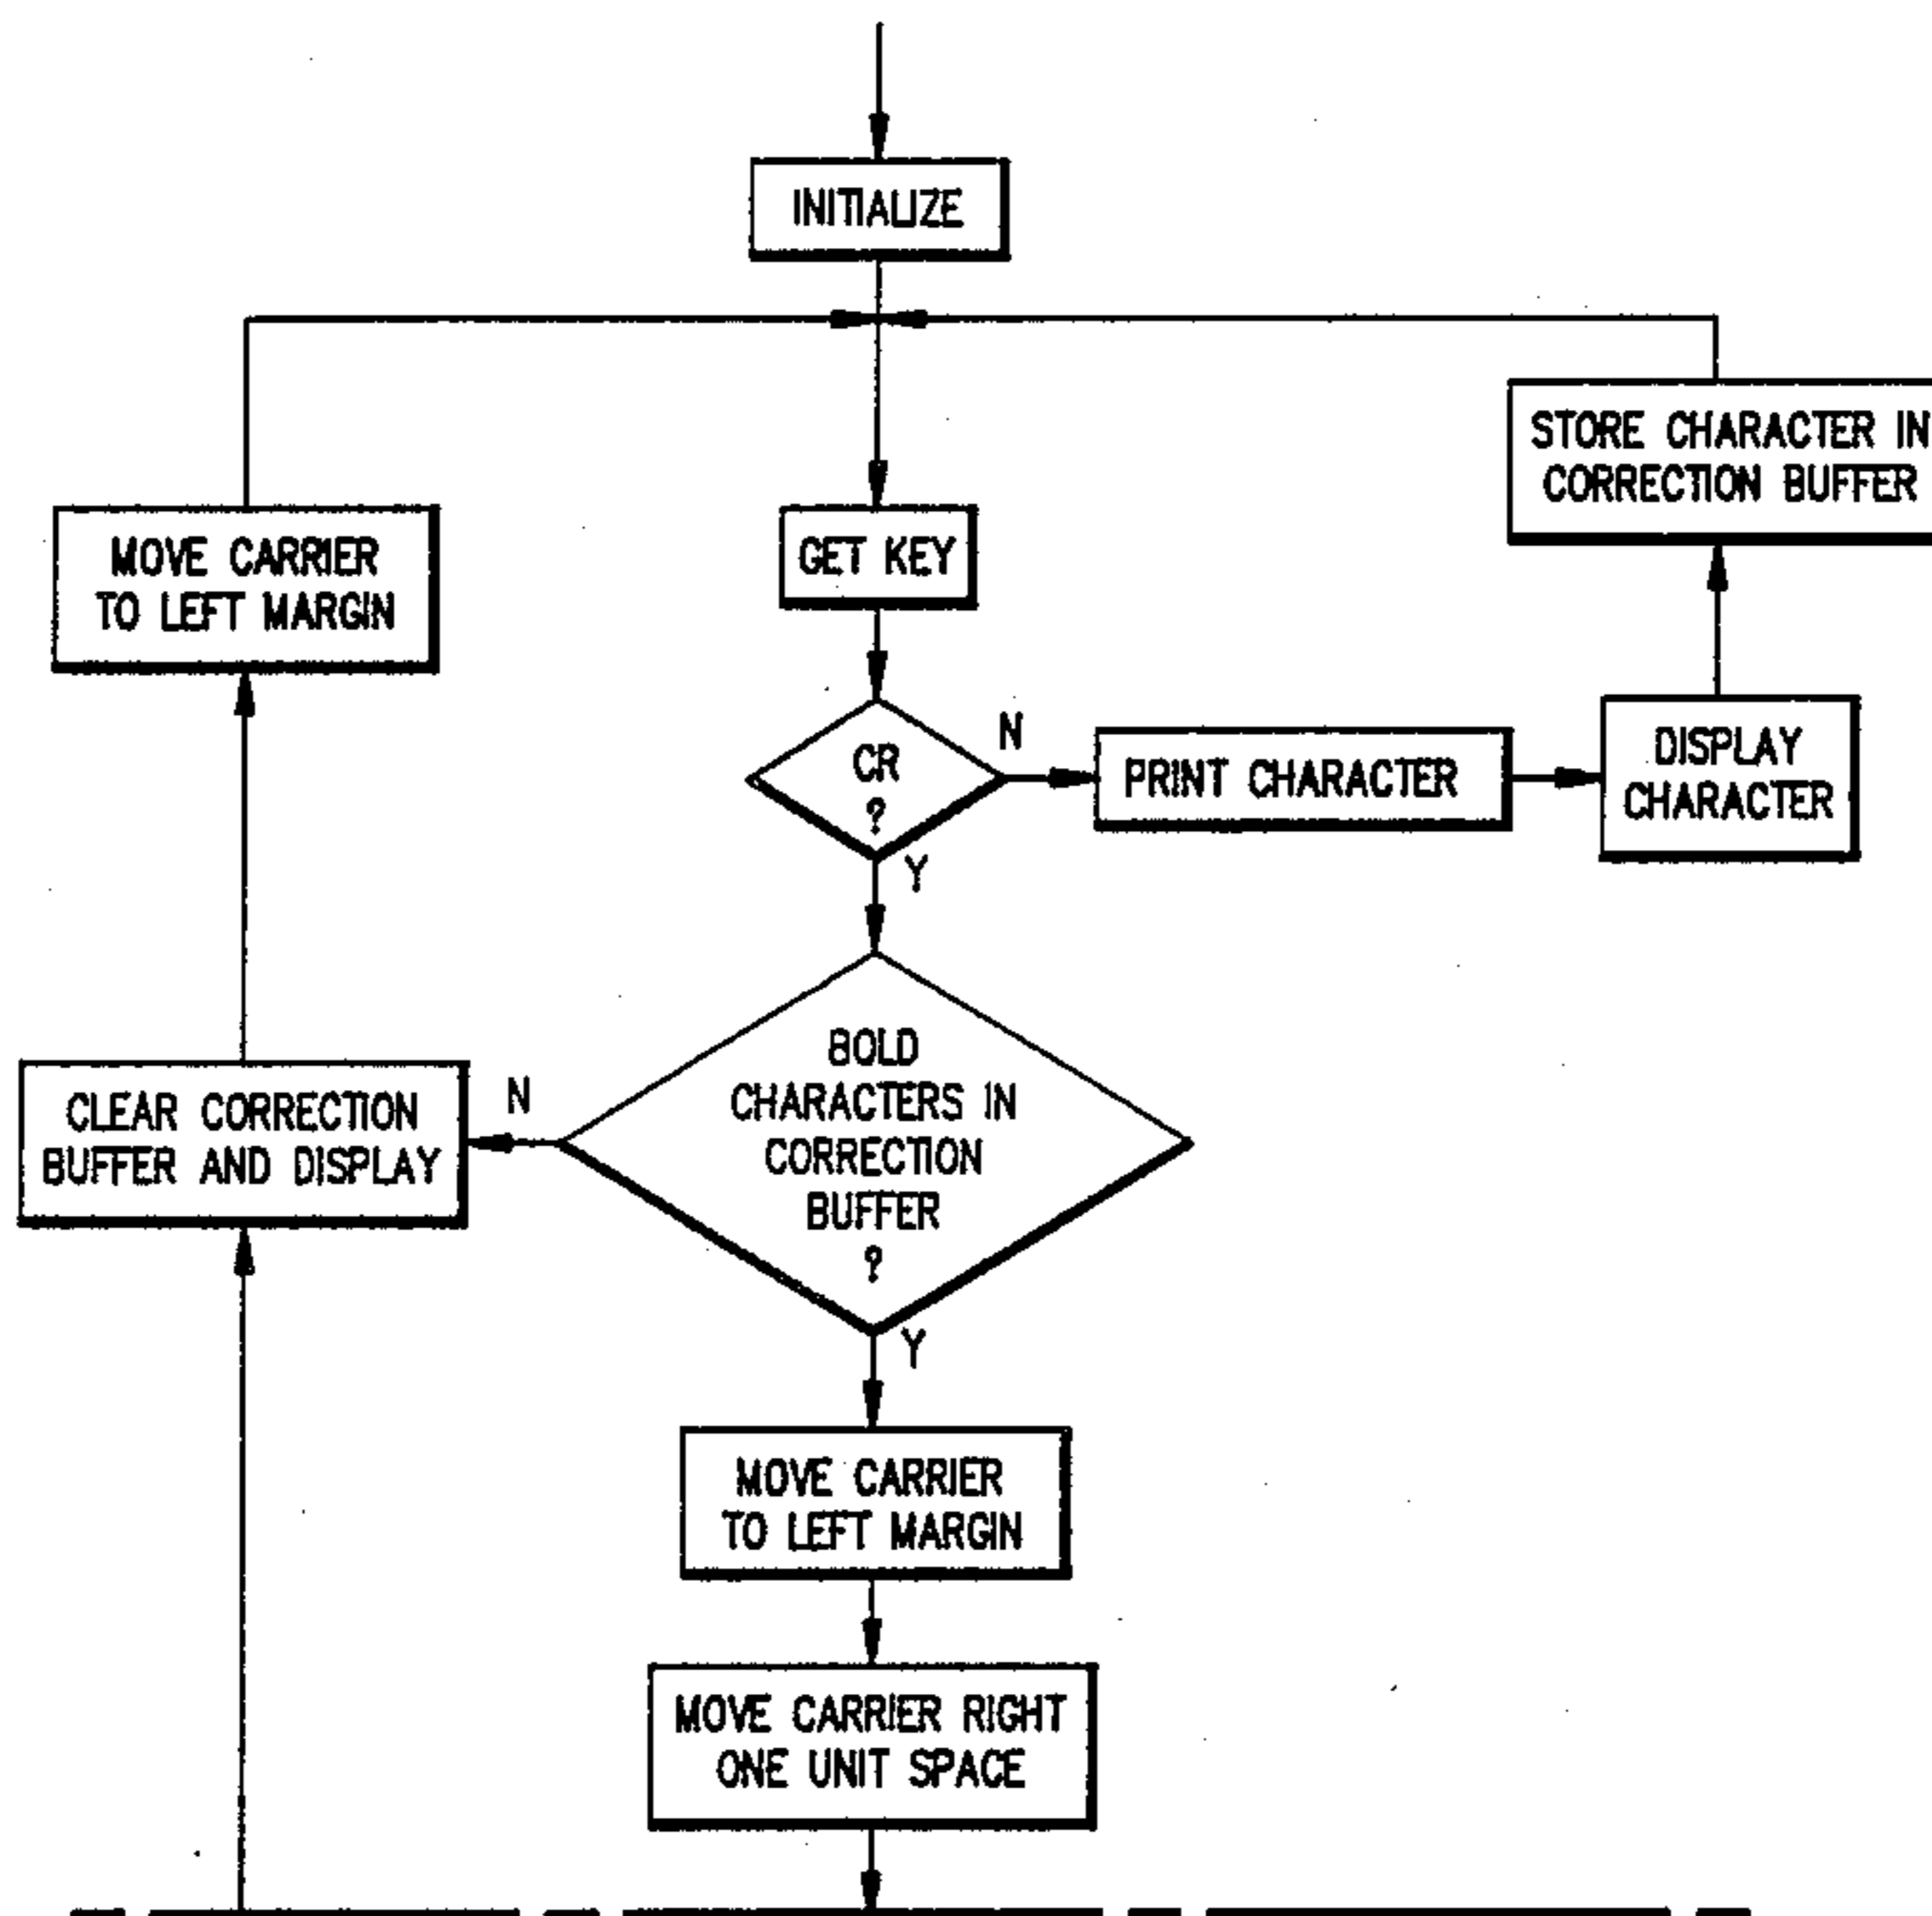 INITIALIZE
STORE CHARACTER IN
CORRECTION BUFFER
MOVE CARRIER
TO LEFT MARGIN
GET KEY
CR
?
N
PRINT CHARACTER
DISPLAY
CHARACTER
Y
BOLD
CHARACTERS IN
CORRECTION
BUFFER
?
N
CLEAR CORRECTION
BUFFER AND DISPLAY
Y
MOVE CARRIER
TO LEFT MARGIN
MOVE CARRIER RIGHT
ONE UNIT SPACE